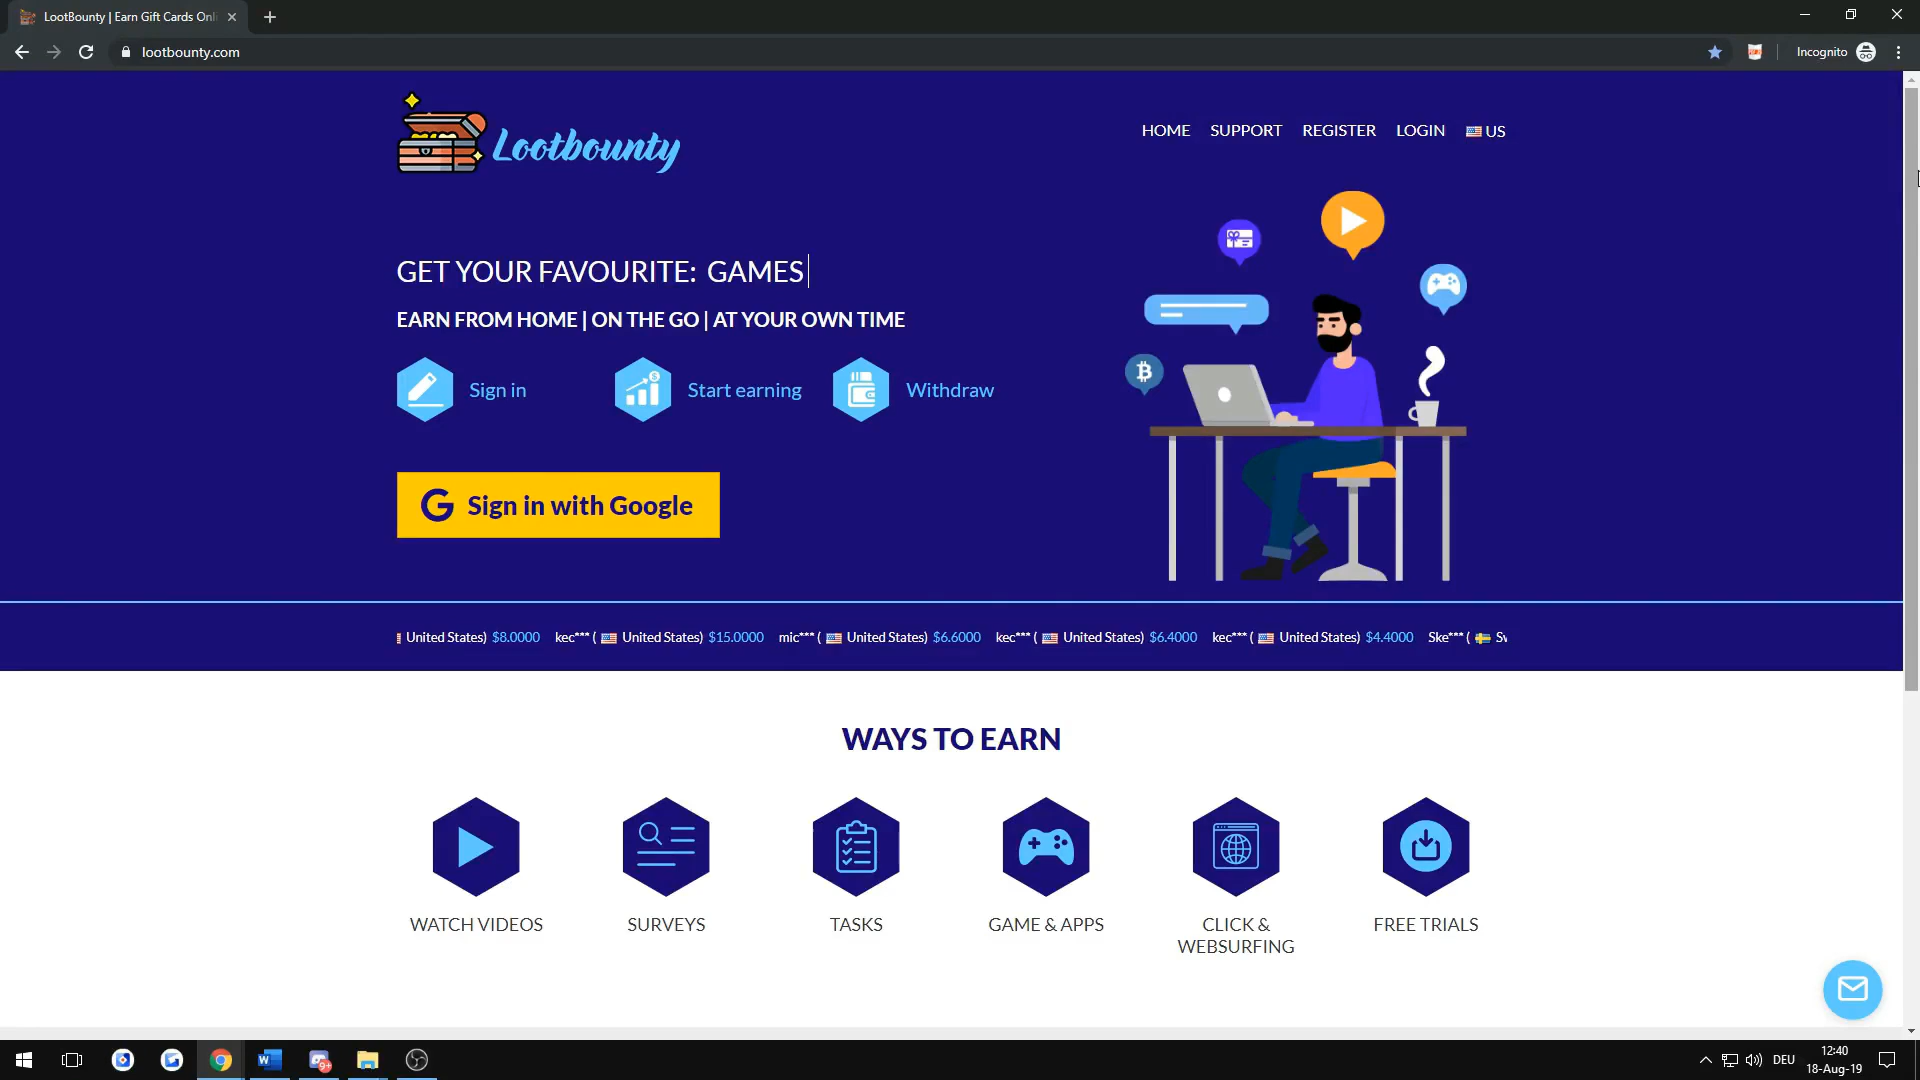 LootBounty | Earn Gift Cards Onli
lootbounty.com
Incognito
Lootbounty
HOME SUPPORT REGISTER LOGIN US
GET YOUR FAVOURITE: GAMES
EARN FROM HOME | ON THE GO | AT YOUR OWN TIME
Sign in Start earning Withdraw
G Sign in with Google
United States) $8.0000 kec*** ( United States) $15.0000 mic*** ( United States) $6.6000 kec*** ( United States) $6.4000 kec*** ( United States) $4.4000 Ske*** ( Sw
WAYS TO EARN
WATCH VIDEOS SURVEYS TASKS GAME & APPS CLICK & WEBSURFING FREE TRIALS
DEU
12:40
18-Aug-19